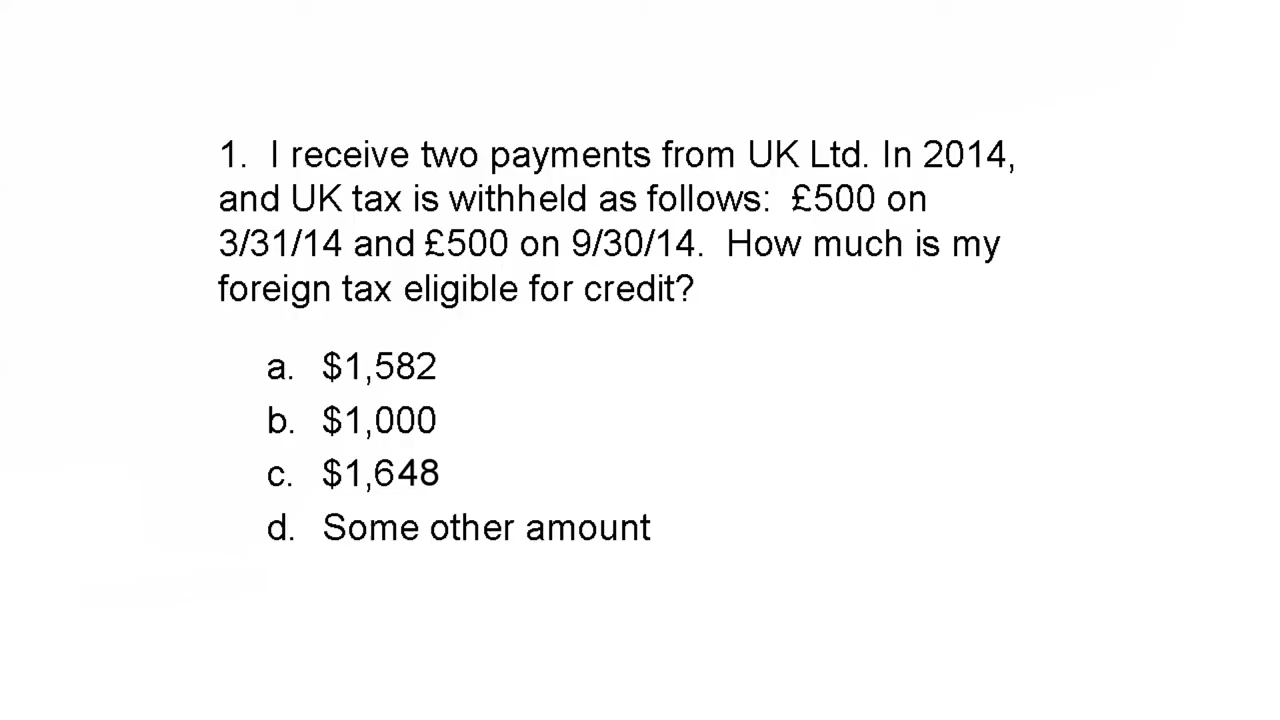 1. I receive two payments from UK Ltd. In 2014,
and UK tax is withheld as follows: £500 on
3/31/14 and £500 on 9/30/14. How much is my
foreign tax eligible for credit?
a. $1,582
b. $1,000
c. $1,648
d. Some other amount